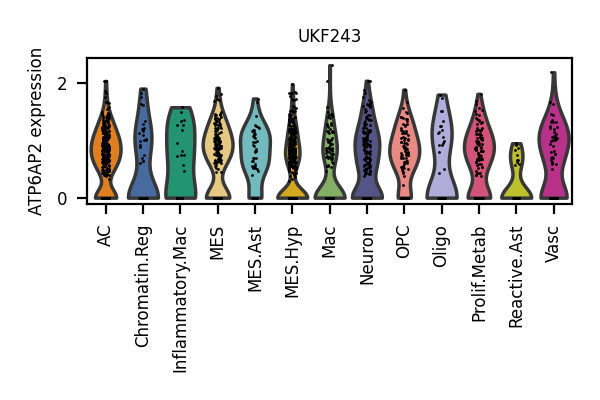 UKF243
ATP6AP2 expression
2
0
AC
Chromatin.Reg
Inflammatory.Mac
MES
MES.Ast
MES.Hyp
Mac
Neuron
OPC
Oligo
Prolif.Metab
Reactive.Ast
Vasc